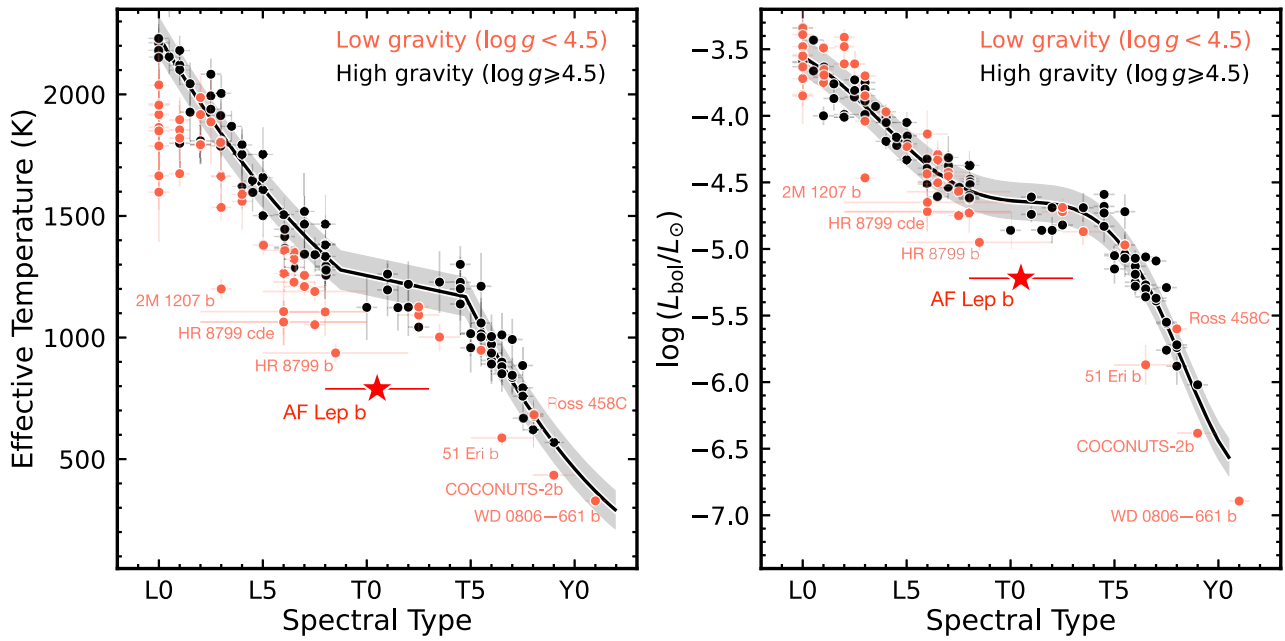 Low gravity (log g < 4.5)
High gravity (log g⩾4.5)
2000
1500
1000
500
Effective Temperature (K)
2M 1207 b
HR 8799 cde
HR 8799 b
AF Lep b
Ross 458C
51 Eri b
COCONUTS-2b
WD 0806−661 b
L0
L5
T0
T5
Y0
Spectral Type
Low gravity (log g < 4.5)
High gravity (log g⩾4.5)
−3.5
−4.0
−4.5
−5.0
−5.5
−6.0
−6.5
−7.0
log (Lbol/L⊙)
2M 1207 b
HR 8799 cde
HR 8799 b
AF Lep b
Ross 458C
51 Eri b
COCONUTS-2b
WD 0806−661 b
L0
L5
T0
T5
Y0
Spectral Type